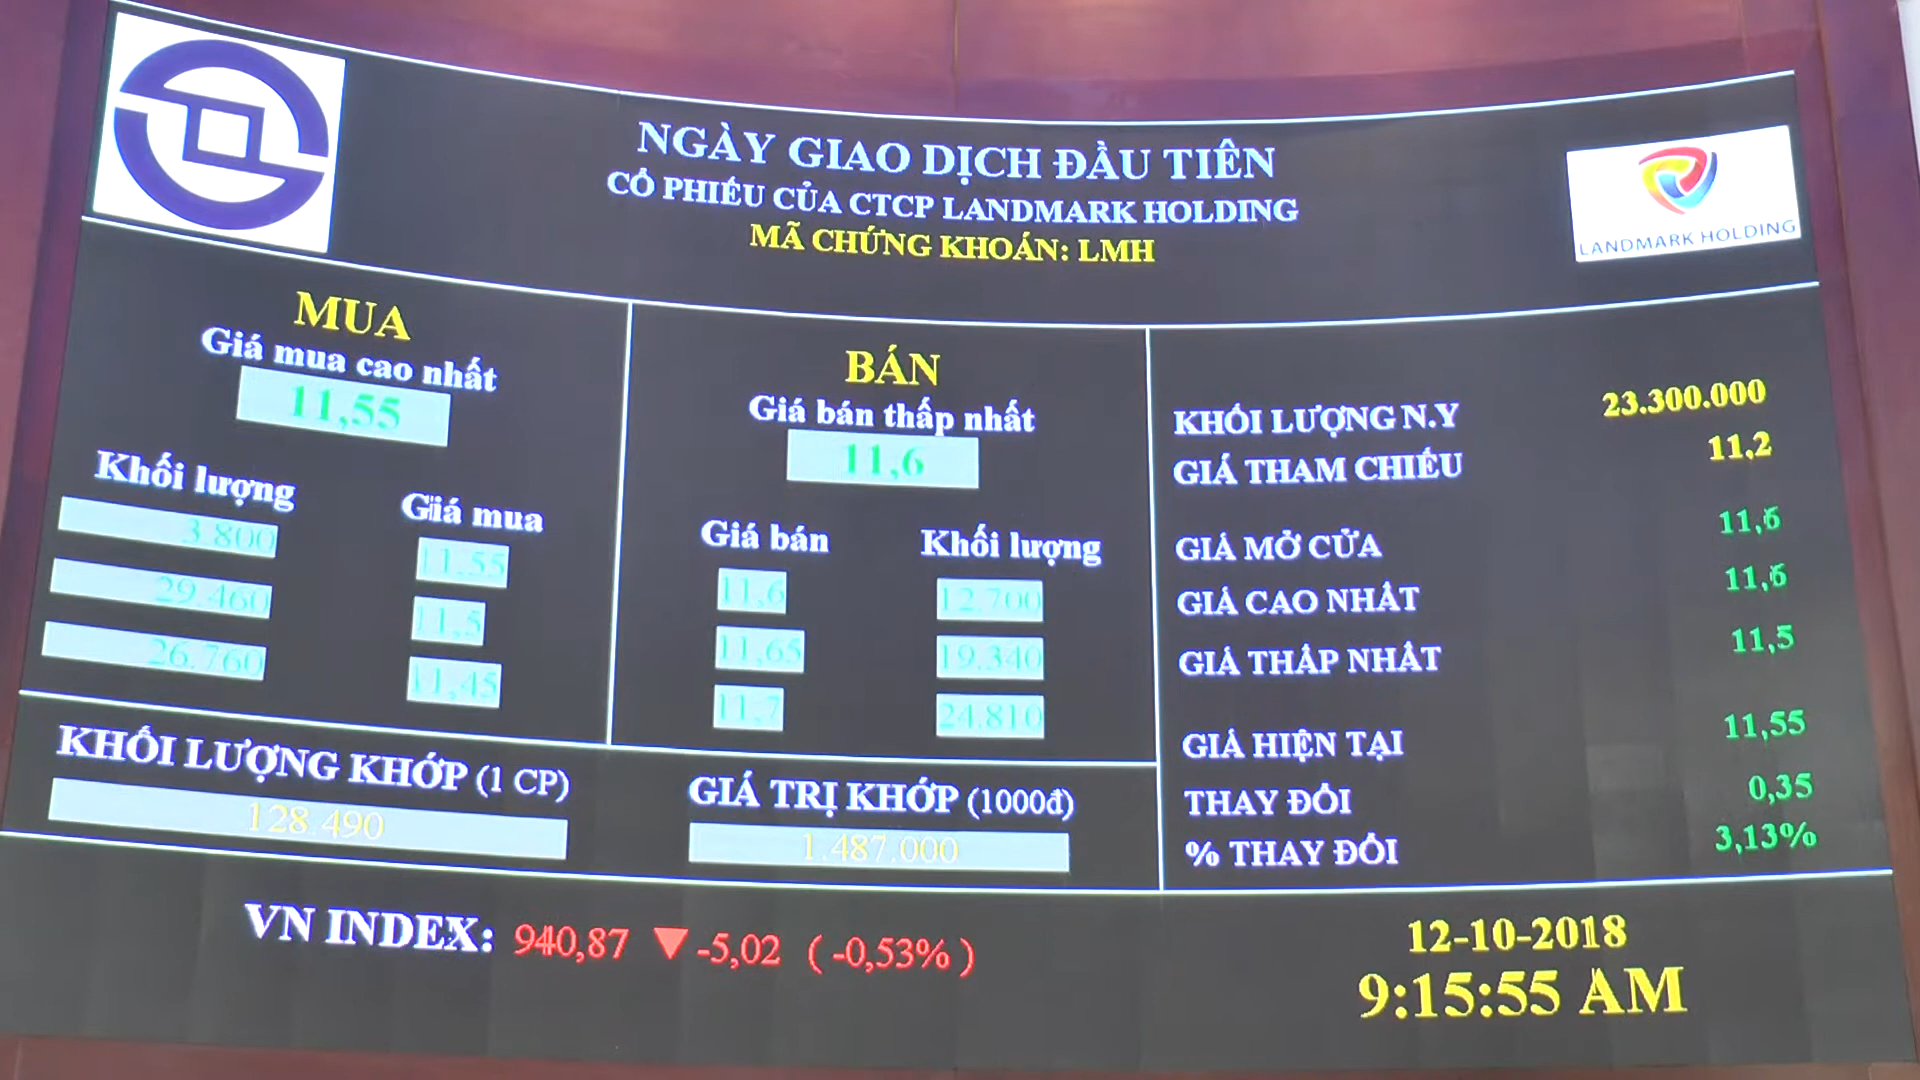 NGÀY GIAO DỊCH ĐẦU TIÊN
CỔ PHIẾU CỦA CTCP LANDMARK HOLDING
MÃ CHỨNG KHOÁN: LMH
LANDMARK HOLDING
MUA
Giá mua cao nhất
11,55
Khối lượng Giá mua
3.800 11.55
29.460 11,5
26.760 11,45
BÁN
Giá bán thấp nhất
11,6
Giá bán Khối lượng
11,6 12.700
11,65 19.340
11,7 24.810
KHỐI LƯỢNG N.Y 23.300.000
GIÁ THAM CHIẾU 11,2
GIÁ MỞ CỬA 11,6
GIÁ CAO NHẤT 11,6
GIÁ THẤP NHẤT 11,5
GIÁ HIỆN TẠI 11,55
THAY ĐỔI 0,35
% THAY ĐỔI 3,13%
KHỐI LƯỢNG KHỚP (1 CP)
128.490
GIÁ TRỊ KHỚP (1000đ)
1.487.000
VN INDEX: 940,87 ▼ -5,02 ( -0,53% )
12-10-2018
9:15:55 AM